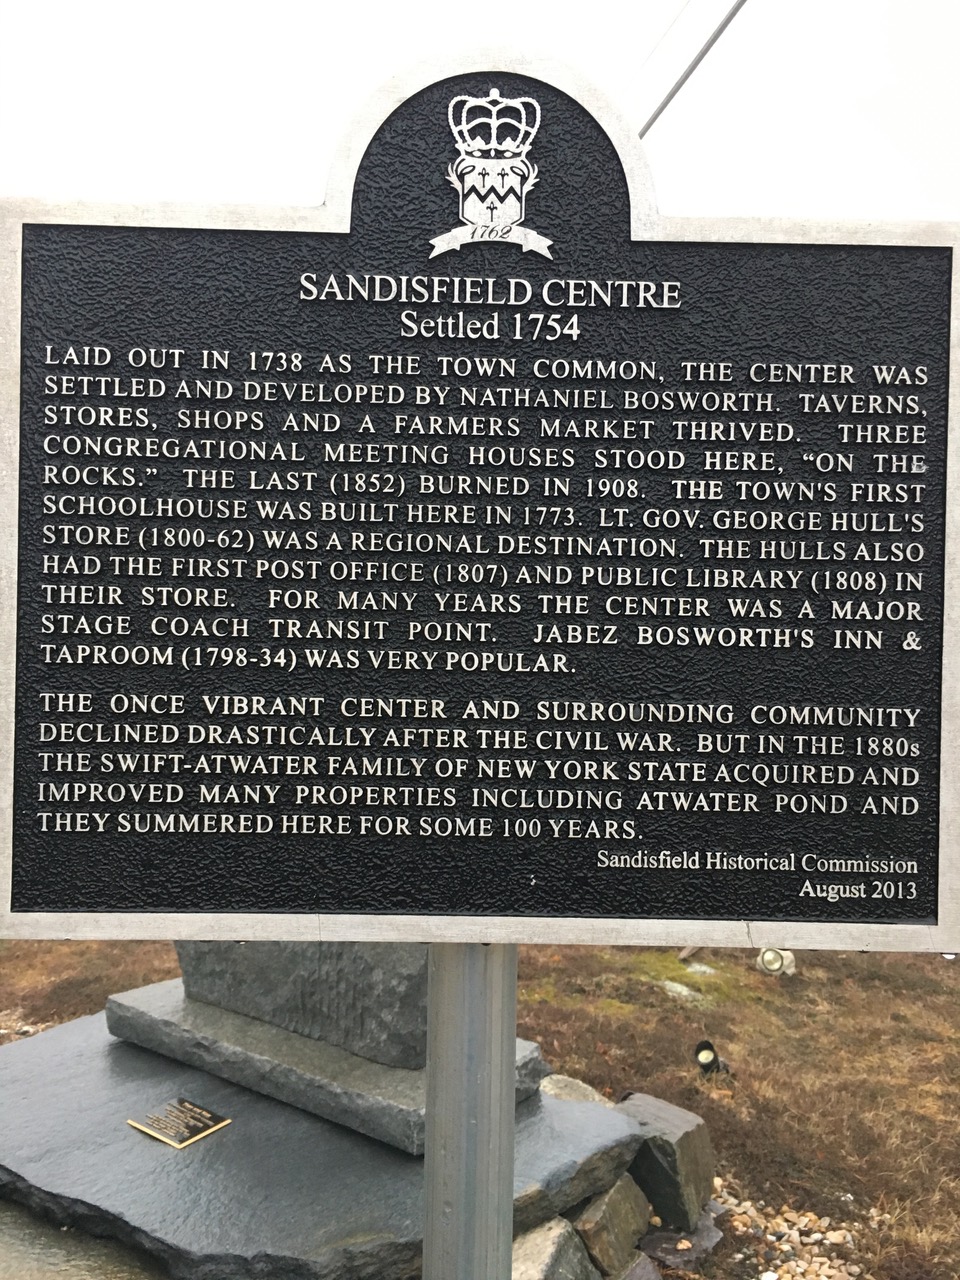 1762
SANDISFIELD CENTRE
Settled 1754
LAID OUT IN 1738 AS THE TOWN COMMON, THE CENTER WAS
SETTLED AND DEVELOPED BY NATHANIEL BOSWORTH. TAVERNS,
STORES, SHOPS AND A FARMERS MARKET THRIVED. THREE
CONGREGATIONAL MEETING HOUSES STOOD HERE, “ON THE
ROCKS.” THE LAST (1852) BURNED IN 1908. THE TOWN'S FIRST
SCHOOLHOUSE WAS BUILT HERE IN 1773. LT. GOV. GEORGE HULL'S
STORE (1800-62) WAS A REGIONAL DESTINATION. THE HULLS ALSO
HAD THE FIRST POST OFFICE (1807) AND PUBLIC LIBRARY (1808) IN
THEIR STORE. FOR MANY YEARS THE CENTER WAS A MAJOR
STAGE COACH TRANSIT POINT. JABEZ BOSWORTH'S INN &
TAPROOM (1798-34) WAS VERY POPULAR.
THE ONCE VIBRANT CENTER AND SURROUNDING COMMUNITY
DECLINED DRASTICALLY AFTER THE CIVIL WAR. BUT IN THE 1880s
THE SWIFT-ATWATER FAMILY OF NEW YORK STATE ACQUIRED AND
IMPROVED MANY PROPERTIES INCLUDING ATWATER POND AND
THEY SUMMERED HERE FOR SOME 100 YEARS.
Sandisfield Historical Commission
August 2013